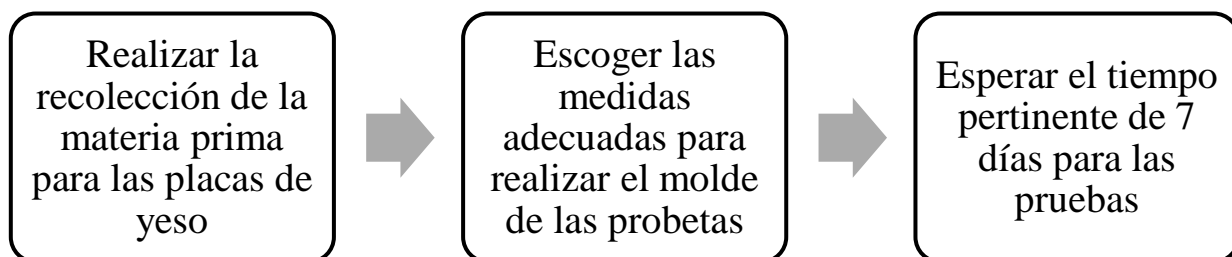 Realizar la
recolección de la
materia prima
para las placas de
yeso
Escoger las
medidas
adecuadas para
realizar el molde
de las probetas
Esperar el tiempo
pertinente de 7
días para las
pruebas